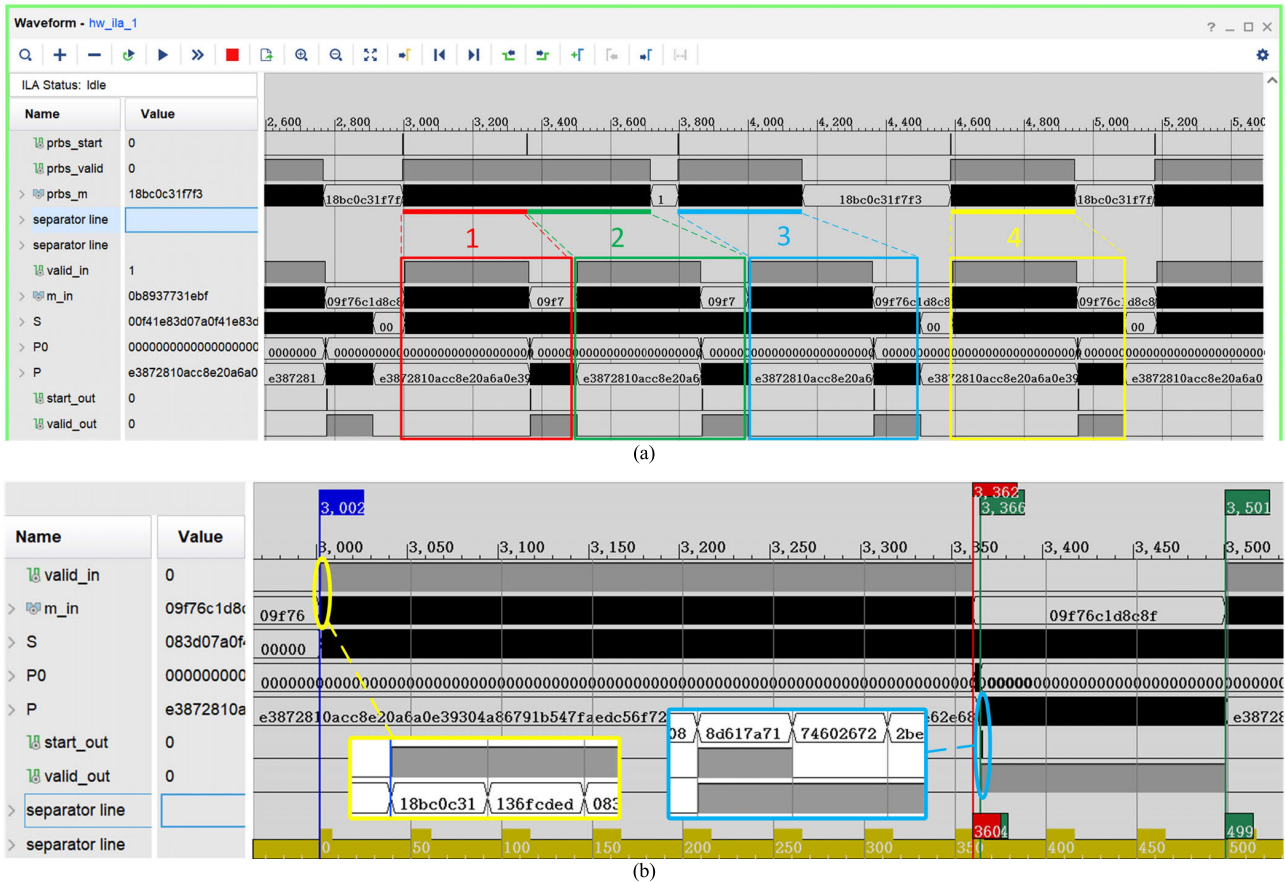 Waveform - hw_ila_1
ILA Status: Idle
Name Value
2,600 2,800 3,000 3,200 3,400 3,600 3,800 4,000 4,200 4,400 4,600 4,800 5,000 5,200 5,400
prbs_start 0
prbs_valid 0
prbs_m 18bc0c31f7f3 18bc0c31f7f 1 18bc0c31f7f3 18bc0c31f7f
separator line
1 2 3 4
separator line
valid_in 1
m_in 0b8937731ebf 09f76c1d8c8 09f7 09f7 09f76c1d8c8 09f76c1d8c8
S 00f41e83d07a0f41e83d 00 00 00
P0 0000000000000000000
P e3872810acc8e20a6a0 e387281 e3872810acc8e20a6a0e39 e3872810acc8e20a6 e3872810acc8e20a6 e3872810acc8e20a6a0e39 e3872810acc8e20a6a0
start_out 0
valid_out 0
(a)
3,002 3,362 3,366 3,501
Name Value
3,000 3,050 3,100 3,150 3,200 3,250 3,300 3,400 3,450 3,500
valid_in 0
m_in 09f76c1d8c 09f76 09f76c1d8c8f
S 083d07a0f4 00000
P0 000000000
P e3872810a e3872810acc8e20a6a0e39304a86791b547faedc56f72 e62e68 e3872
08 8d617a71 74602672 2be
start_out 0
valid_out 0
18bc0c31 136fcded 083
separator line
360 499
separator line
0 50 100 150 200 250 300 350 400 450 500
(b)